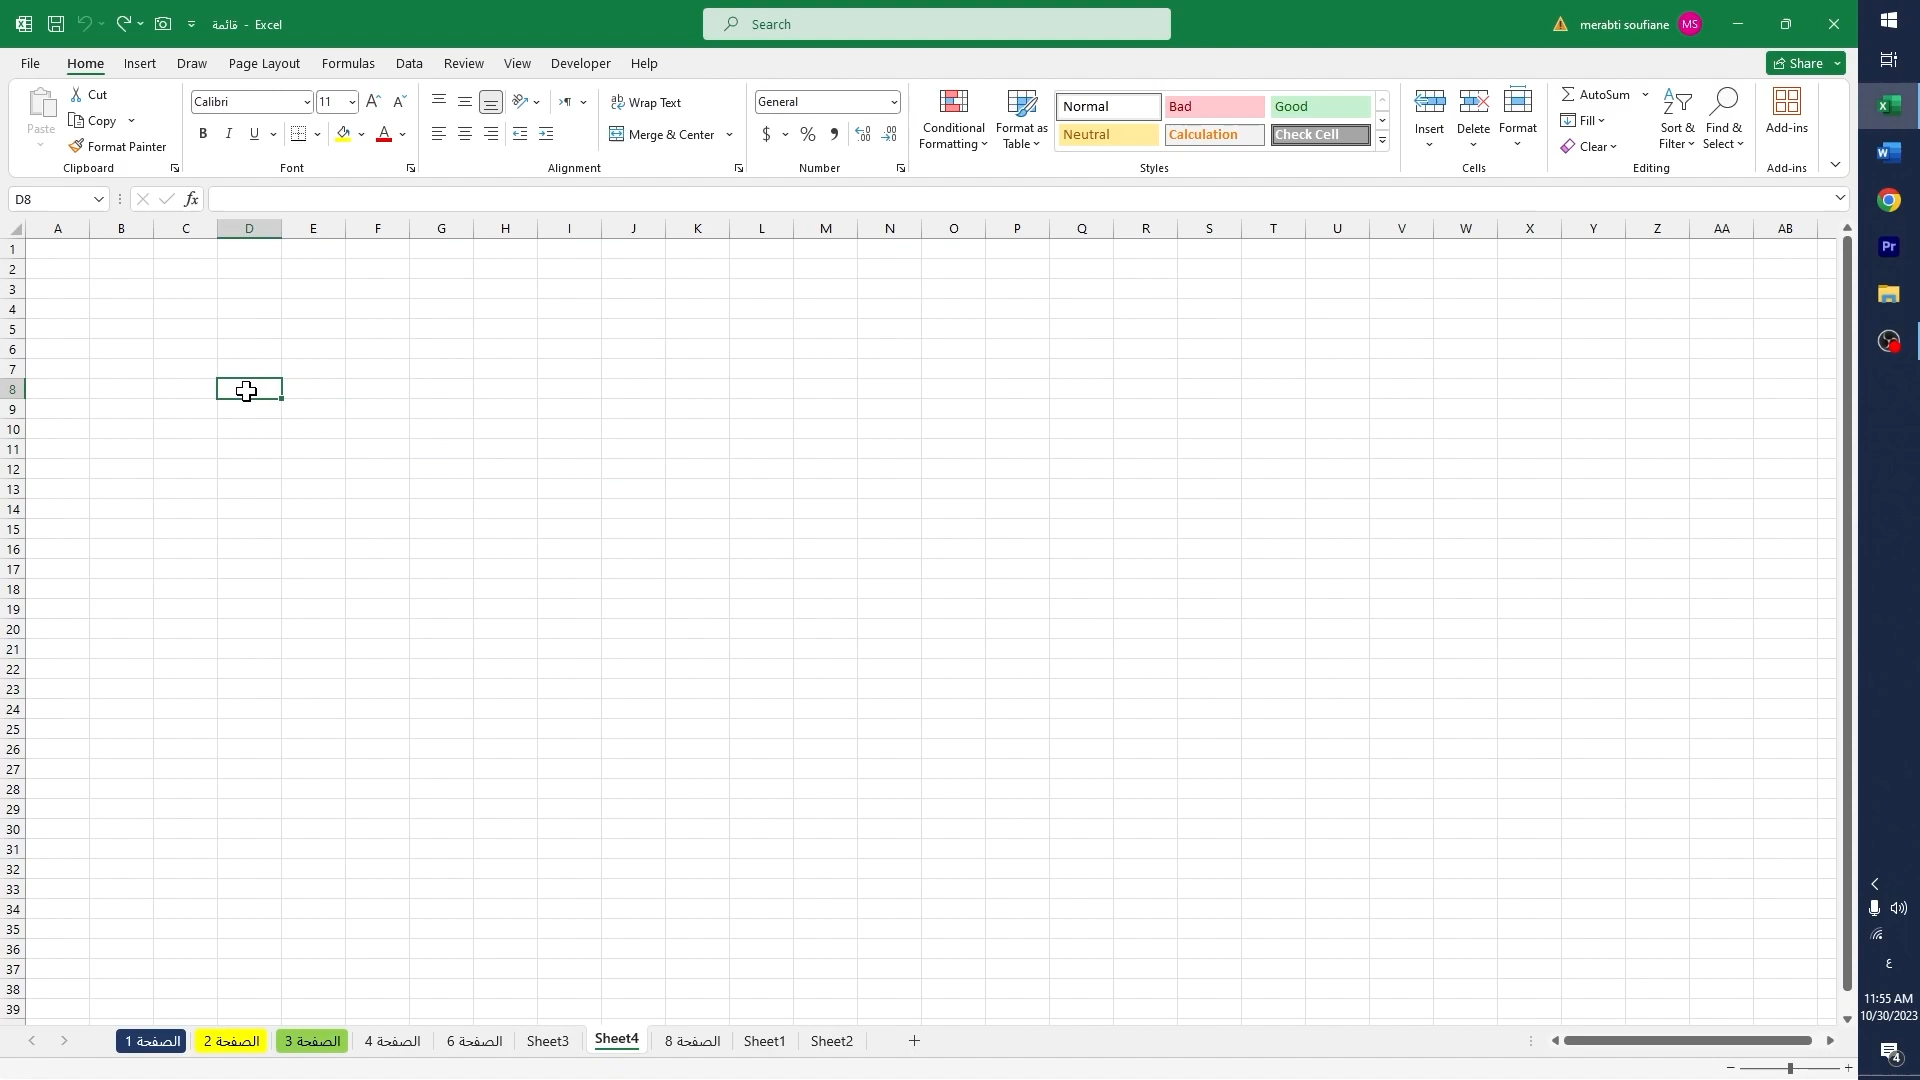 قائمة - Excel
Search
merabti soufiane MS
File Home Insert Draw Page Layout Formulas Data Review View Developer Help
Share
Paste
Cut
Copy
Format Painter
Clipboard
Calibri 11
B I U
Font
Wrap Text
Merge & Center
Alignment
General
$ % ,
Number
Conditional Formatting
Format as Table
Normal Bad Good
Neutral Calculation Check Cell
Styles
Insert Delete Format
Cells
AutoSum
Fill
Clear
Sort & Filter
Find & Select
Editing
Add-ins
Add-ins
D8 fx
A B C D E F G H I J K L M N O P Q R S T U V W X Y Z AA AB
1
2
3
4
5
6
7
8
9
10
11
12
13
14
15
16
17
18
19
20
21
22
23
24
25
26
27
28
29
30
31
32
33
34
35
36
37
38
39
الصفحة 1 الصفحة 2 الصفحة 3 الصفحة 4 الصفحة 6 Sheet3 Sheet4 الصفحة 8 Sheet1 Sheet2
Pr
ع
11:55 AM
10/30/2023
4